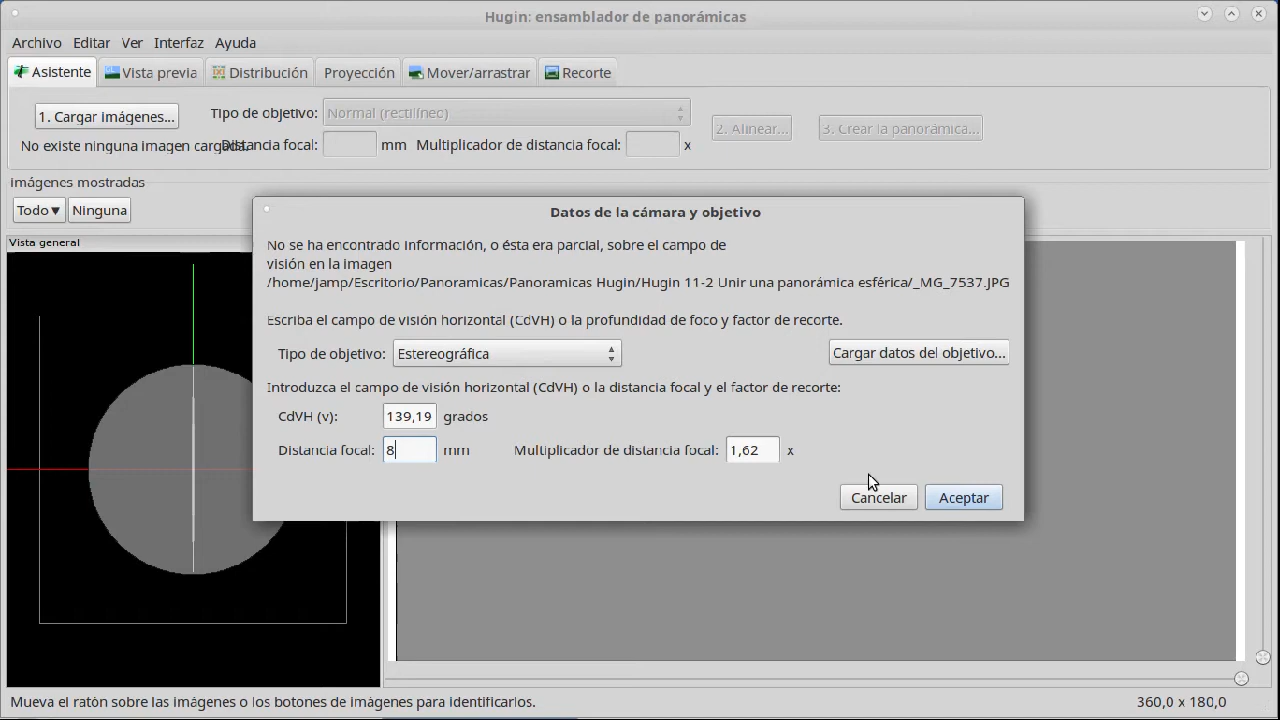 Hugin: ensamblador de panorámicas
Archivo Editar Ver Interfaz Ayuda
Asistente Vista previa Distribución Proyección Mover/arrastrar Recorte
1. Cargar imágenes... Tipo de objetivo: Normal (rectilíneo)
2. Alinear... 3. Crear la panorámica...
No existe ninguna imagen cargada. Distancia focal: mm Multiplicador de distancia focal: x
Imágenes mostradas
Todo▼ Ninguna
Vista general
Datos de la cámara y objetivo
No se ha encontrado información, o ésta era parcial, sobre el campo de
visión en la imagen
/home/jamp/Escritorio/Panoramicas/Panoramicas Hugin/Hugin 11-2 Unir una panorámica esférica/_MG_7537.JPG
Escriba el campo de visión horizontal (CdVH) o la profundidad de foco y factor de recorte.
Tipo de objetivo: Estereográfica Cargar datos del objetivo...
Introduzca el campo de visión horizontal (CdVH) o la distancia focal y el factor de recorte:
CdVH (v): 139,19 grados
Distancia focal: 8 mm Multiplicador de distancia focal: 1,62 x
Cancelar Aceptar
Mueva el ratón sobre las imágenes o los botones de imágenes para identificarlos. 360,0 x 180,0